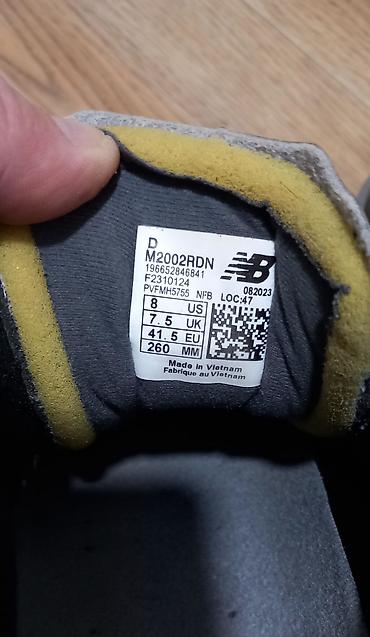 D
M2002RDN NB
196652846841
F2310124 082023
PVFMH5755 NFB LOC:47
8 US
7.5 UK
41.5 EU
260 MM
Made in Vietnam
Fabriqué au Vietnam